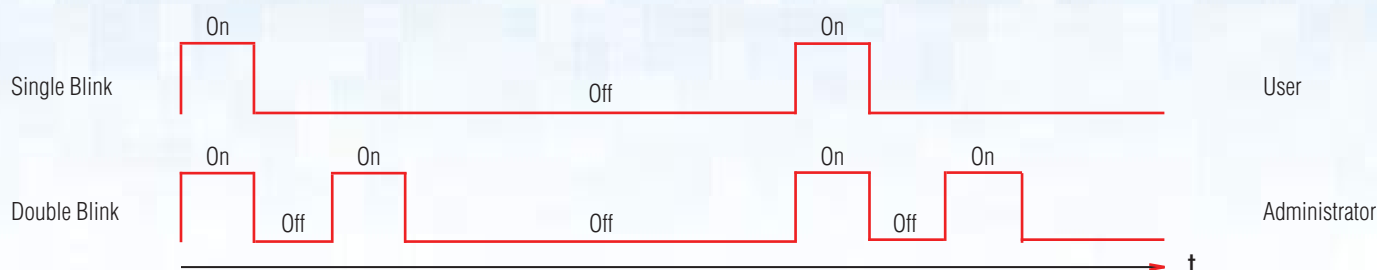 On On
Single Blink Off User
On On On On
Double Blink Off Off Off Administrator
t